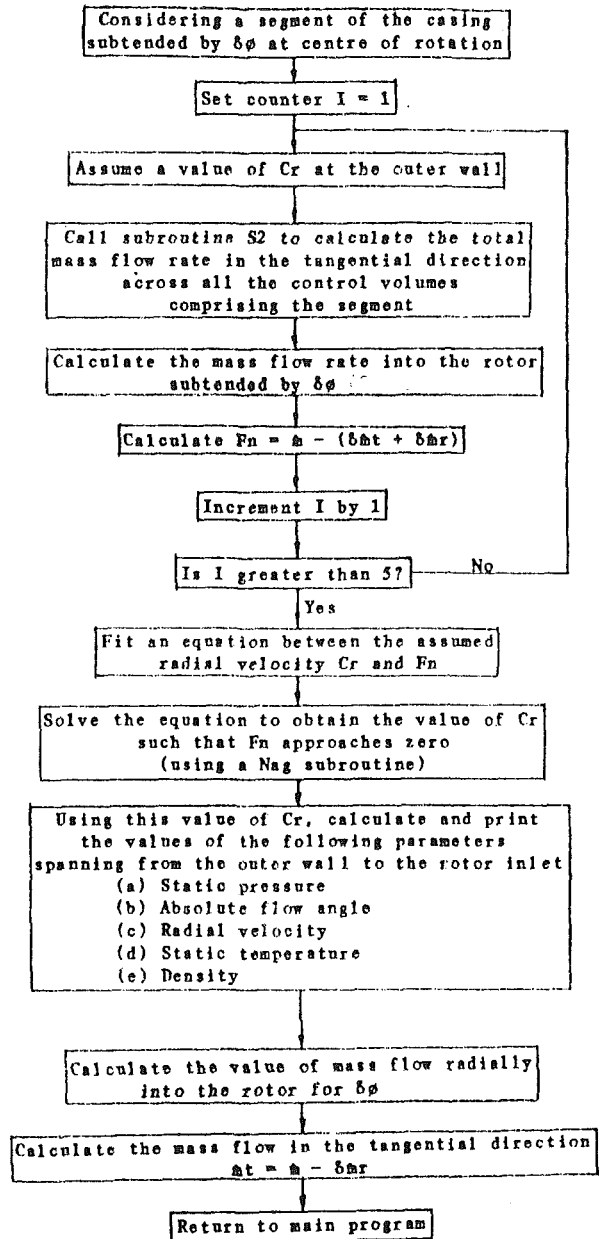 Considering a segment of the casing
subtended by δø at centre of rotation
Set counter I = 1
Assume a value of Cr at the outer wall
Call subroutine S2 to calculate the total
mass flow rate in the tangential direction
across all the control volumes
comprising the segment
Calculate the mass flow rate into the rotor
subtended by δø
Calculate Fn = ṁ - (δṁt + δṁr)
Increment I by 1
Is I greater than 5?
No
Yes
Fit an equation between the assumed
radial velocity Cr and Fn
Solve the equation to obtain the value of Cr
such that Fn approaches zero
(using a Nag subroutine)
Using this value of Cr, calculate and print
the values of the following parameters
spanning from the outer wall to the rotor inlet
(a) Static pressure
(b) Absolute flow angle
(c) Radial velocity
(d) Static temperature
(e) Density
Calculate the value of mass flow radially
into the rotor for δø
Calculate the mass flow in the tangential direction
ṁt = ṁ - δṁr
Return to main program